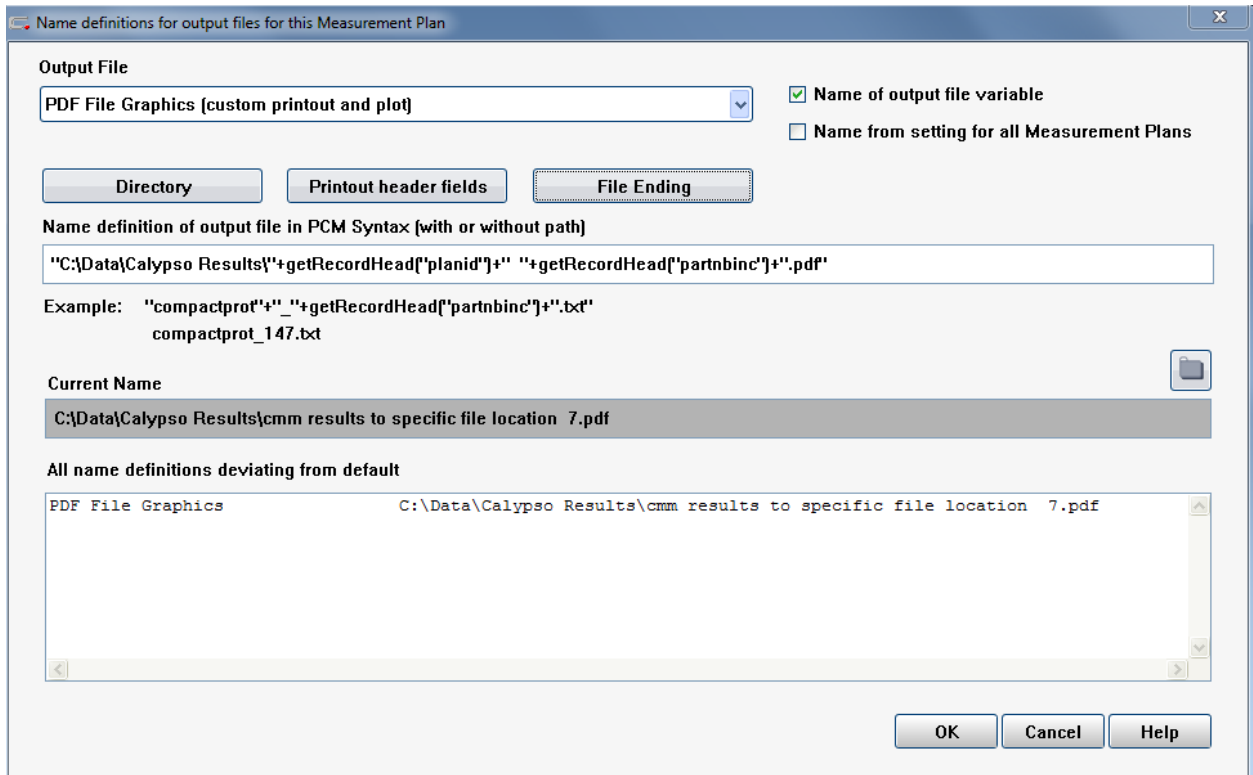 Name definitions for output files for this Measurement Plan
Output File
PDF File Graphics (custom printout and plot)
Name of output file variable
Name from setting for all Measurement Plans
Directory Printout header fields File Ending
Name definition of output file in PCM Syntax (with or without path)
"C:\Data\Calypso Results\"+getRecordHead("planid")+" "+getRecordHead("partnbinc")+".pdf"
Example: "compactprot"+"_"+getRecordHead("partnbinc")+".txt"
compactprot_147.txt
Current Name
C:\Data\Calypso Results\cmm results to specific file location  7.pdf
All name definitions deviating from default
PDF File Graphics C:\Data\Calypso Results\cmm results to specific file location  7.pdf
OK Cancel Help